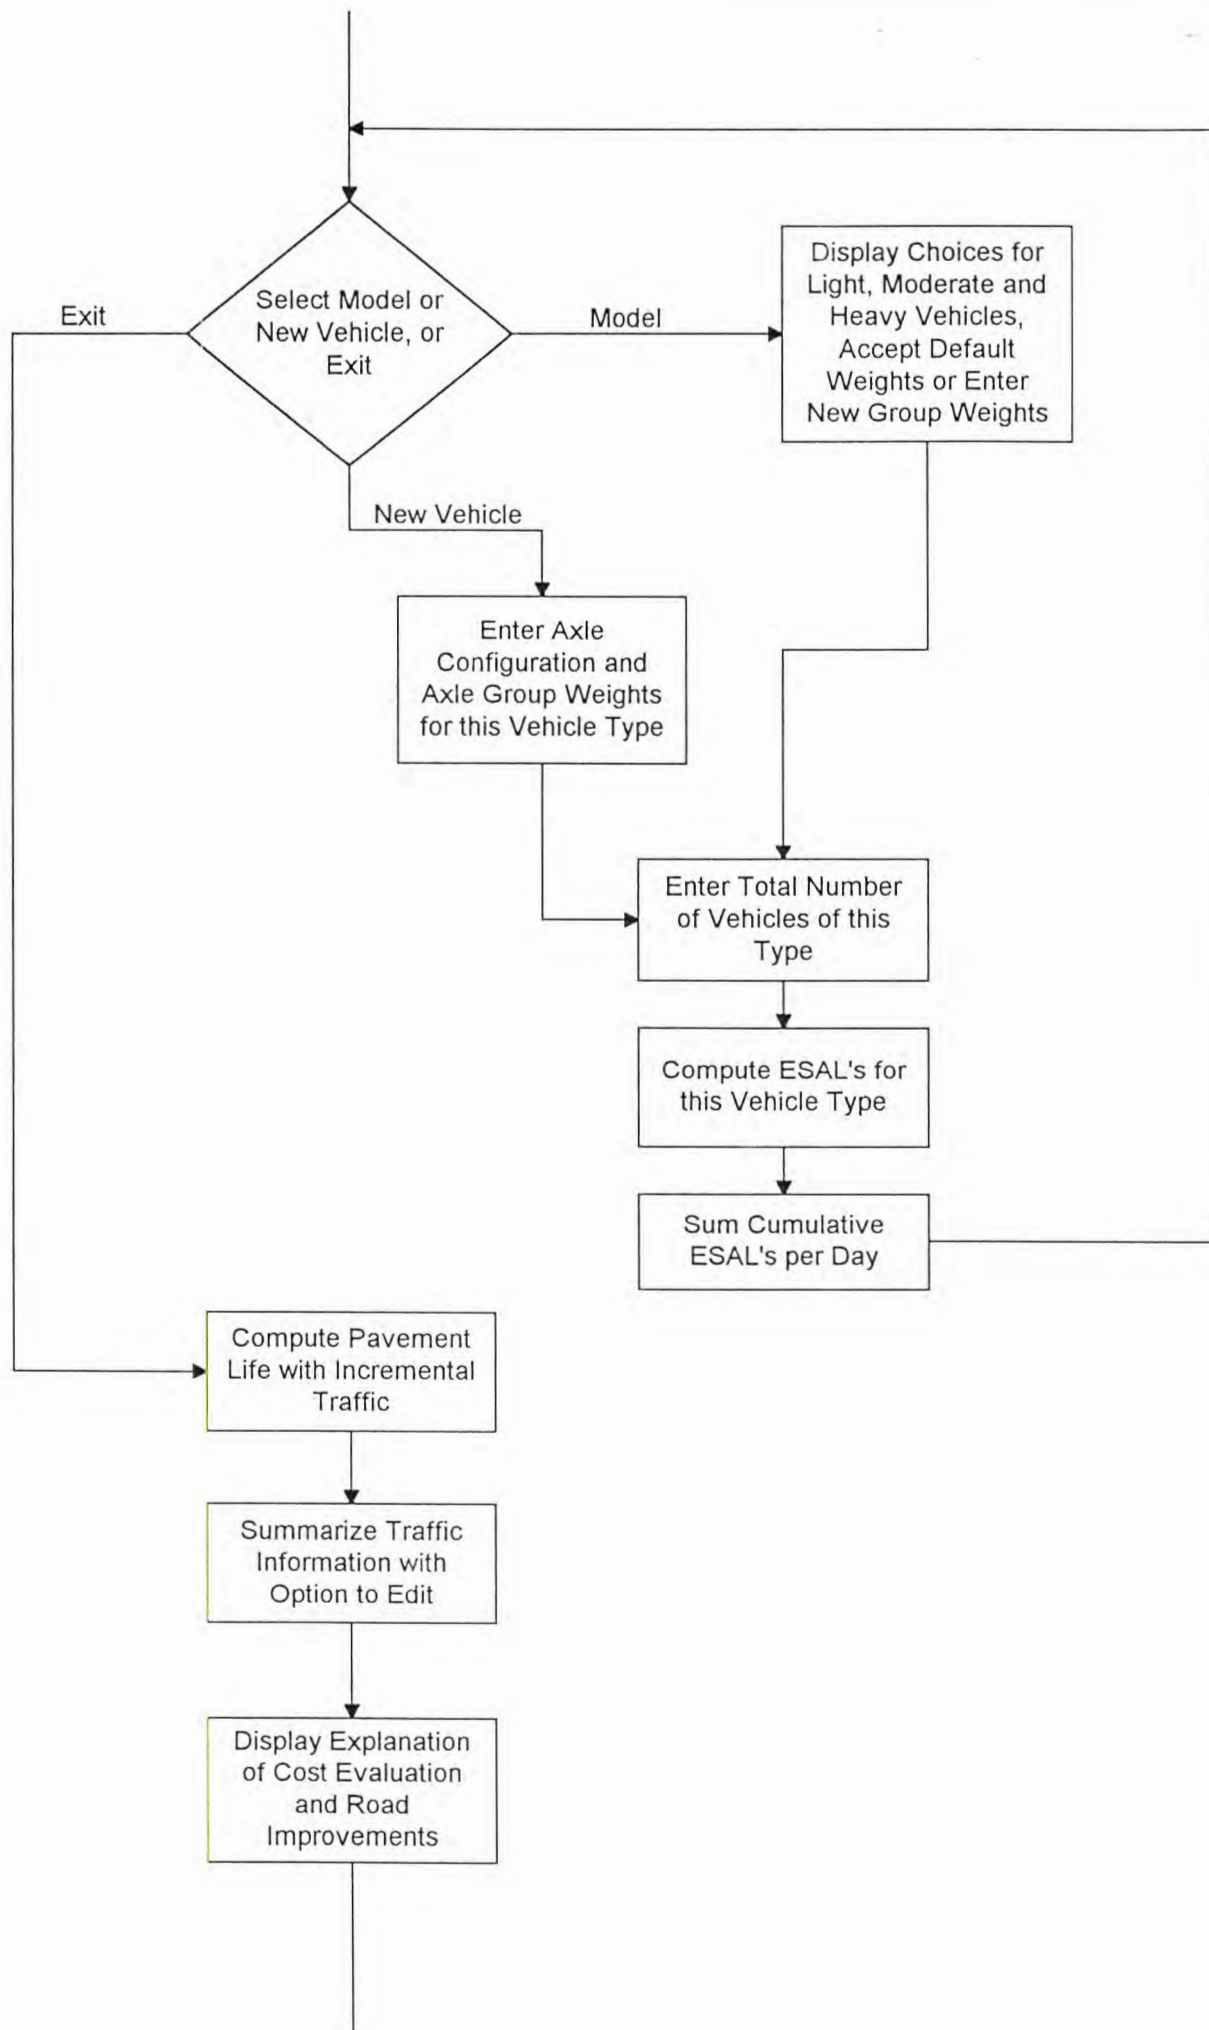 Select Model or
New Vehicle, or
Exit
Exit
Model
Display Choices for
Light, Moderate and
Heavy Vehicles,
Accept Default
Weights or Enter
New Group Weights
New Vehicle
Enter Axle
Configuration and
Axle Group Weights
for this Vehicle Type
Enter Total Number
of Vehicles of this
Type
Compute ESAL's for
this Vehicle Type
Sum Cumulative
ESAL's per Day
Compute Pavement
Life with Incremental
Traffic
Summarize Traffic
Information with
Option to Edit
Display Explanation
of Cost Evaluation
and Road
Improvements